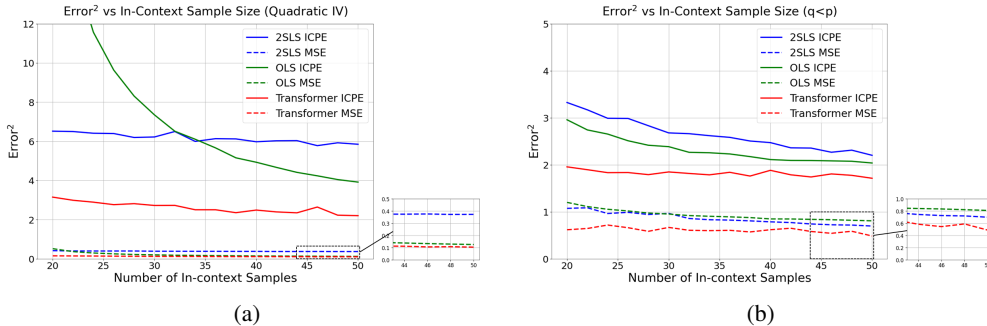 Error² vs In-Context Sample Size (Quadratic IV)
12
10
8
6
4
2
0
Error²
2SLS ICPE
2SLS MSE
OLS ICPE
OLS MSE
Transformer ICPE
Transformer MSE
20 25 30 35 40 45 50
Number of In-context Samples
0.5
0.4
0.3
0.2
0.1
0.0
44 46 48 50
(a)
Error² vs In-Context Sample Size (q<p)
5
4
3
2
1
0
Error²
2SLS ICPE
2SLS MSE
OLS ICPE
OLS MSE
Transformer ICPE
Transformer MSE
20 25 30 35 40 45 50
Number of In-context Samples
1.0
0.8
0.6
0.4
0.2
0.0
44 46 48 50
(b)